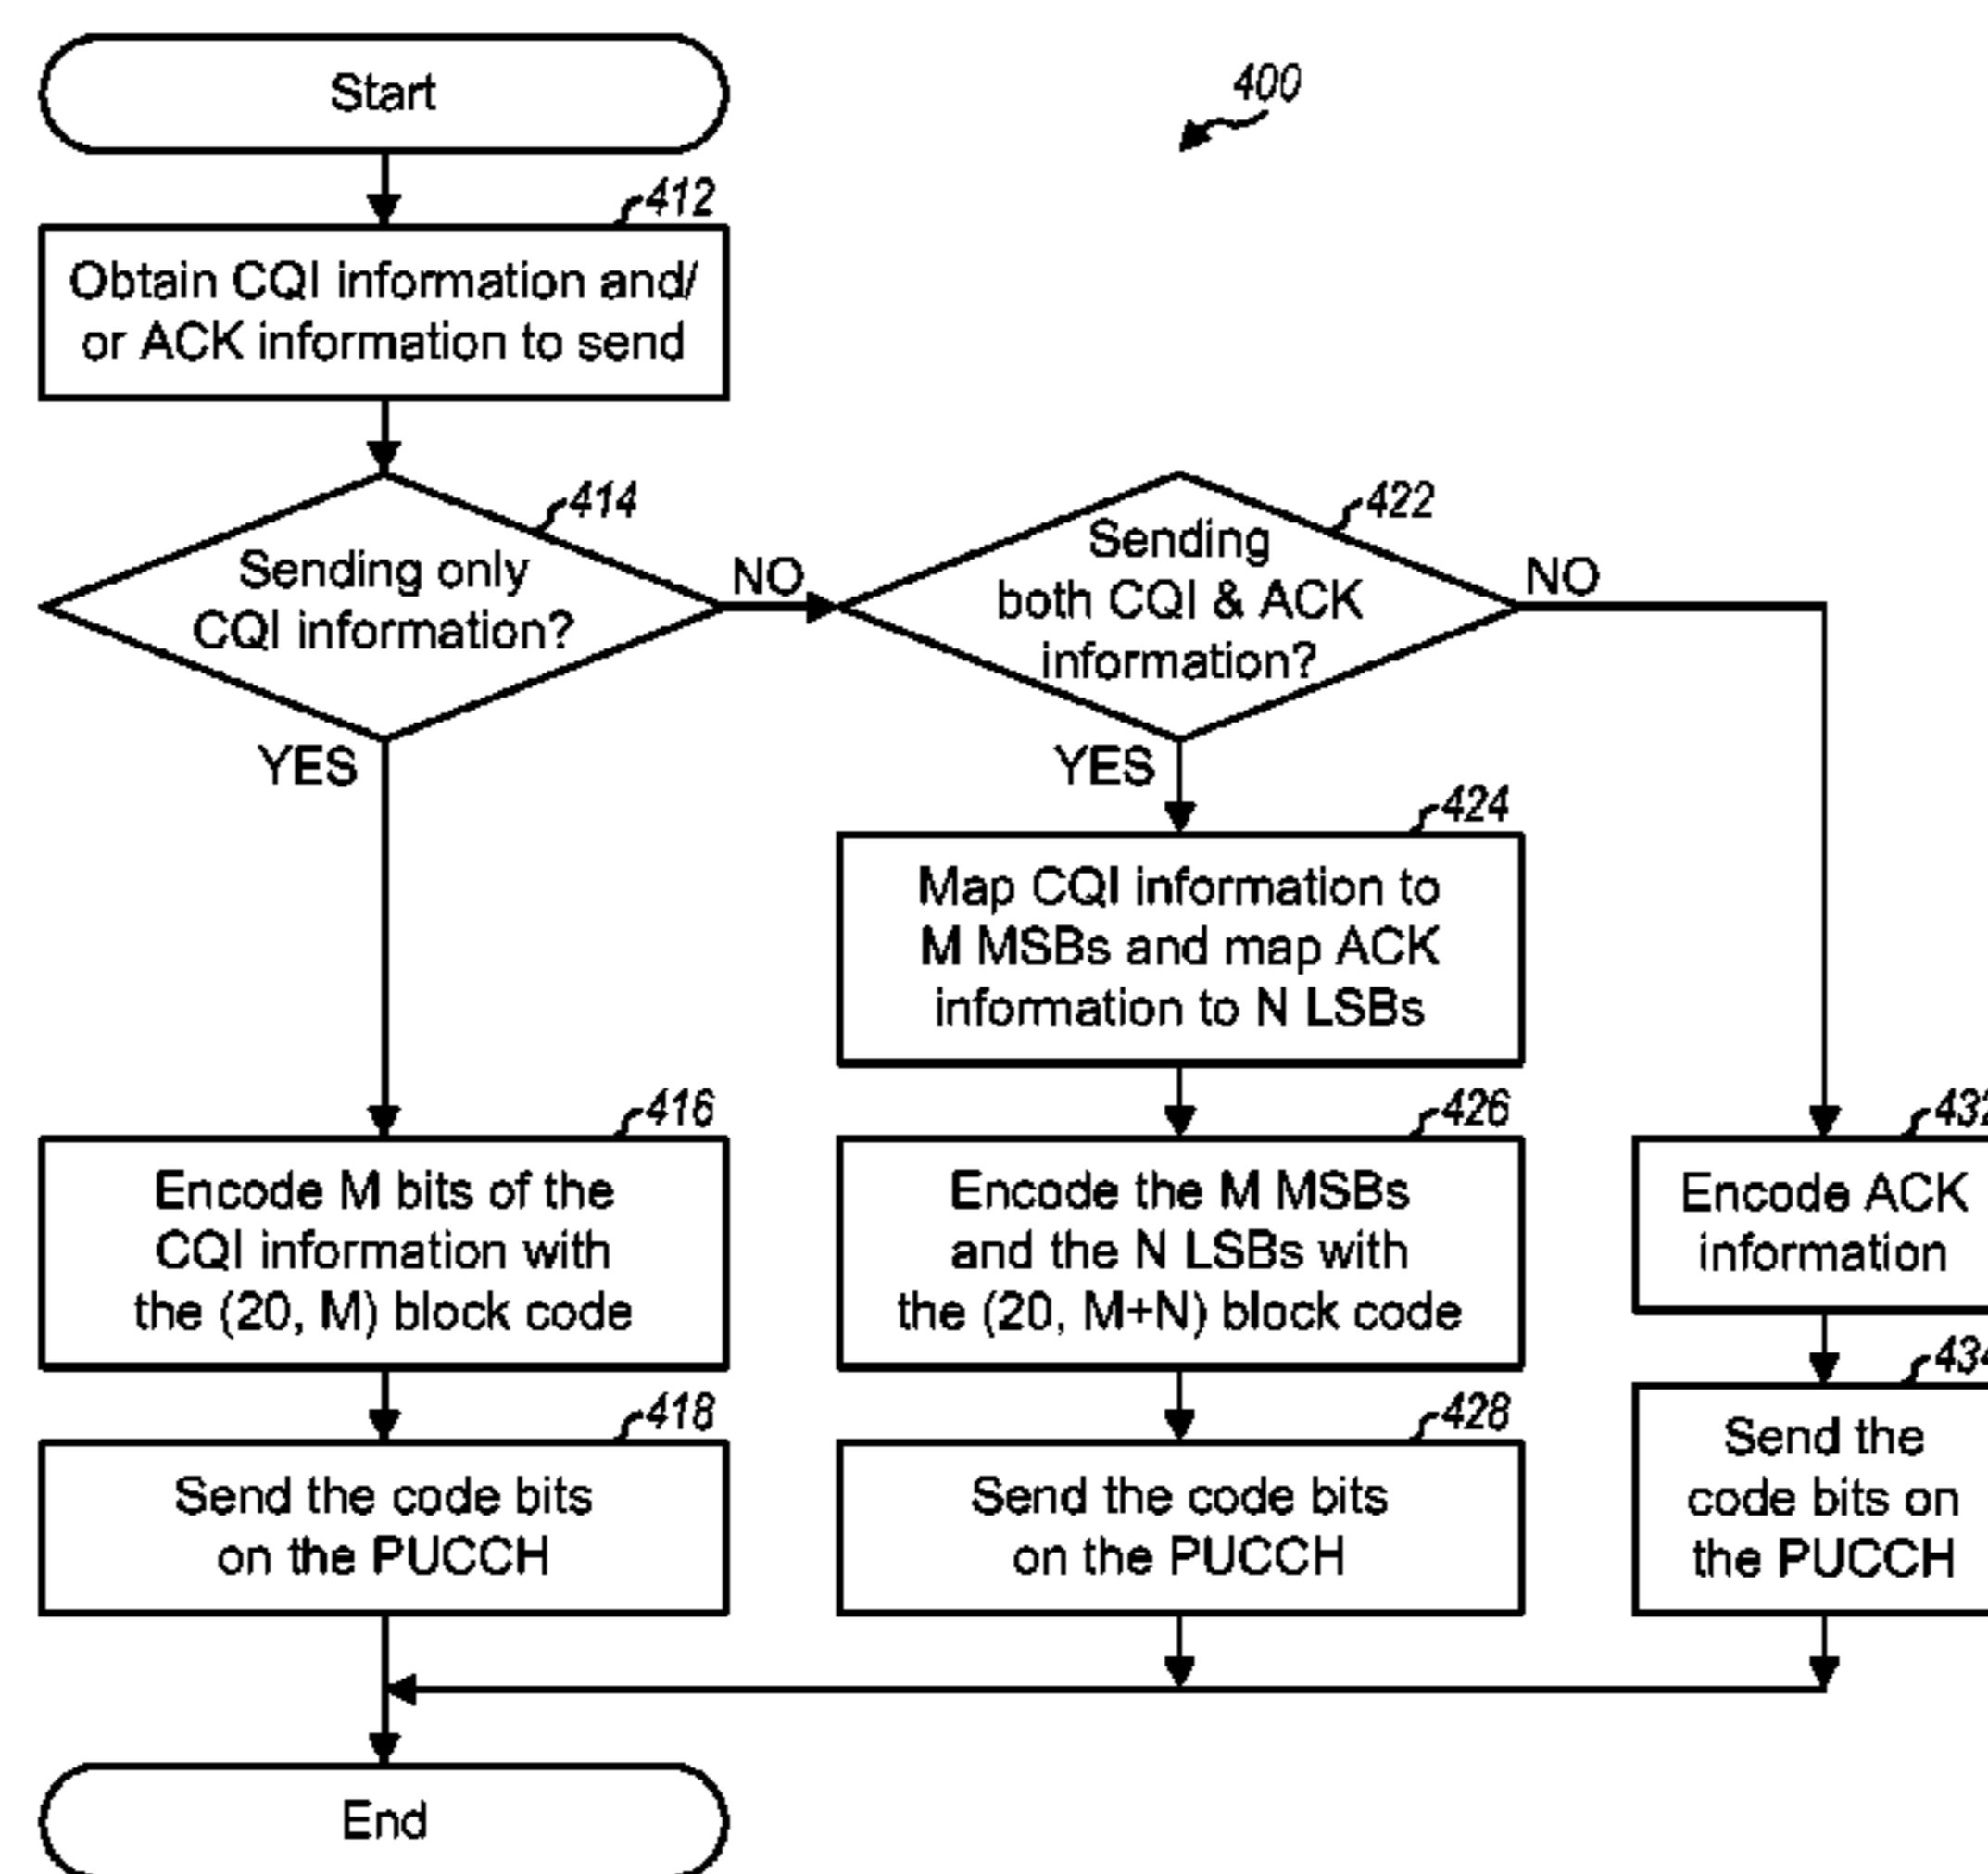 Start
400
412
Obtain CQI information and/
or ACK information to send
414
Sending only
CQI information?
NO
YES
422
Sending
both CQI & ACK
information?
NO
YES
424
Map CQI information to
M MSBs and map ACK
information to N LSBs
416
Encode M bits of the
CQI information with
the (20, M) block code
426
Encode the M MSBs
and the N LSBs with
the (20, M+N) block code
432
Encode ACK
information
418
Send the code bits
on the PUCCH
428
Send the code bits
on the PUCCH
434
Send the
code bits on
the PUCCH
End